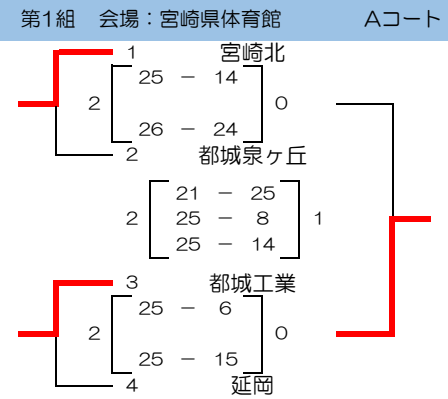 第1組 会場：宮崎県体育館 Aコート
1 宮崎北
25 － 14
2 0
26 － 24
2 都城泉ヶ丘
21 － 25
2 25 － 8 1
25 － 14
3 都城工業
25 － 6
2 0
25 － 15
4 延岡